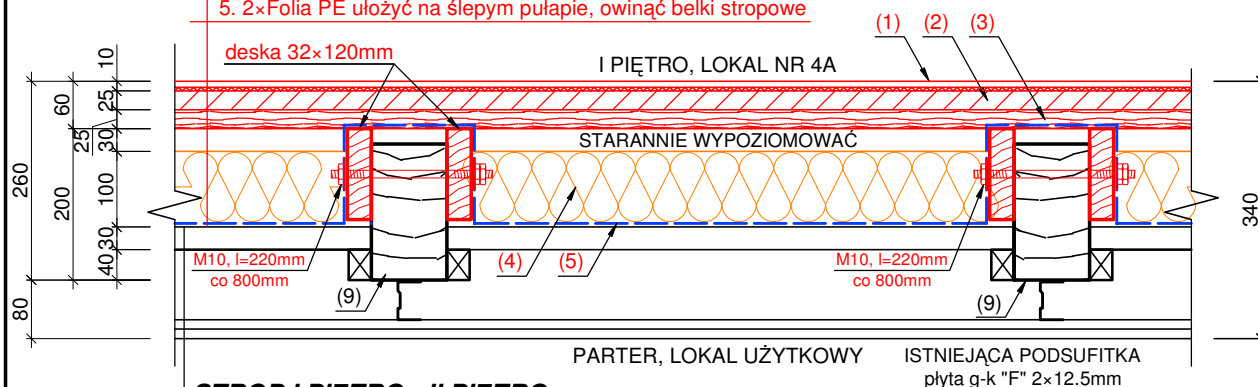 5. 2×Folia PE ułożyć na ślepym pułapie, owinąć belki stropowe
deska 32×120mm
I PIĘTRO, LOKAL NR 4A
(1)
(2)
(3)
10
60
25
25
30
STARANNIE WYPOZIOMOWAĆ
260
200
100
340
30
40
M10, l=220mm
co 800mm
(4)
(5)
M10, l=220mm
co 800mm
(9)
(9)
80
PARTER, LOKAL UŻYTKOWY
ISTNIEJĄCA PODSUFITKA
płyta g-k "F" 2×12.5mm